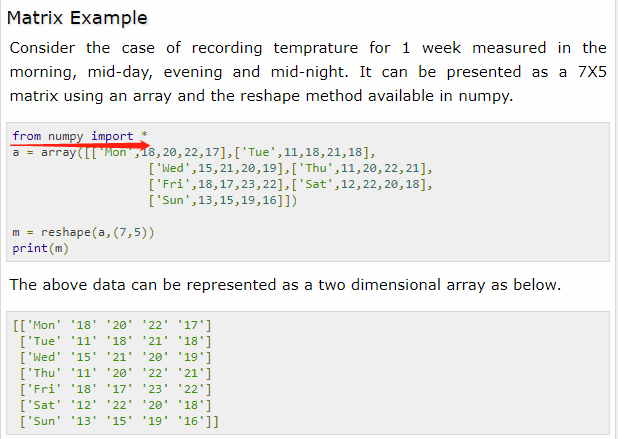 Matrix Example
Consider the case of recording temprature for 1 week measured in the
morning, mid-day, evening and mid-night. It can be presented as a 7X5
matrix using an array and the reshape method available in numpy.
from numpy import *
a = array([['Mon',18,20,22,17],['Tue',11,18,21,18],
['Wed',15,21,20,19],['Thu',11,20,22,21],
['Fri',18,17,23,22],['Sat',12,22,20,18],
['Sun',13,15,19,16]])
m = reshape(a,(7,5))
print(m)
The above data can be represented as a two dimensional array as below.
[['Mon' '18' '20' '22' '17']
['Tue' '11' '18' '21' '18']
['Wed' '15' '21' '20' '19']
['Thu' '11' '20' '22' '21']
['Fri' '18' '17' '23' '22']
['Sat' '12' '22' '20' '18']
['Sun' '13' '15' '19' '16']]